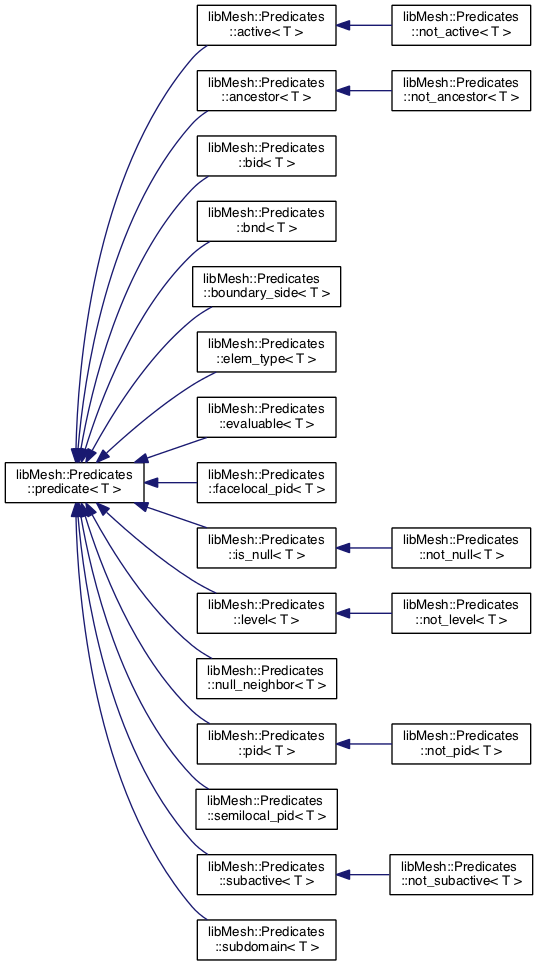 libMesh::Predicates
::active< T >
libMesh::Predicates
::not_active< T >
libMesh::Predicates
::ancestor< T >
libMesh::Predicates
::not_ancestor< T >
libMesh::Predicates
::bid< T >
libMesh::Predicates
::bnd< T >
libMesh::Predicates
::boundary_side< T >
libMesh::Predicates
::elem_type< T >
libMesh::Predicates
::evaluable< T >
libMesh::Predicates
::predicate< T >
libMesh::Predicates
::facelocal_pid< T >
libMesh::Predicates
::is_null< T >
libMesh::Predicates
::not_null< T >
libMesh::Predicates
::level< T >
libMesh::Predicates
::not_level< T >
libMesh::Predicates
::null_neighbor< T >
libMesh::Predicates
::pid< T >
libMesh::Predicates
::not_pid< T >
libMesh::Predicates
::semilocal_pid< T >
libMesh::Predicates
::subactive< T >
libMesh::Predicates
::not_subactive< T >
libMesh::Predicates
::subdomain< T >